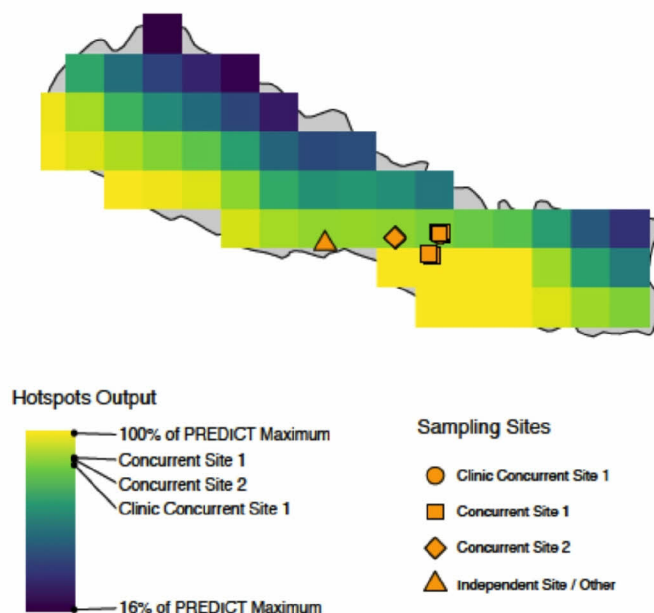 Hotspots Output
100% of PREDICT Maximum
Concurrent Site 1
Concurrent Site 2
Clinic Concurrent Site 1
16% of PREDICT Maximum
Sampling Sites
Clinic Concurrent Site 1
Concurrent Site 1
Concurrent Site 2
Independent Site / Other